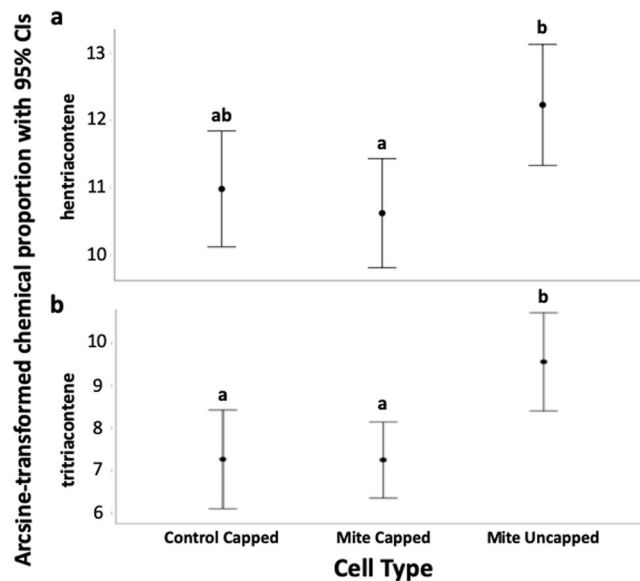 Arcsine-transformed chemical proportion with 95% CIs
a
hentriacontene
13
12
11
10
ab
a
b
b
tritriacontene
10
9
8
7
6
a
a
b
Control Capped Mite Capped Mite Uncapped
Cell Type